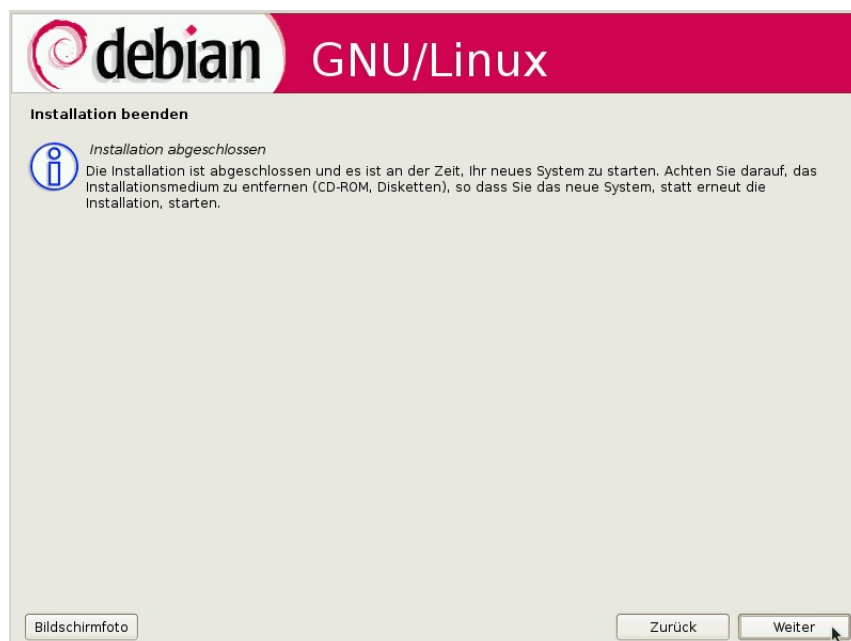 debian GNU/Linux
Installation beenden
Installation abgeschlossen
Die Installation ist abgeschlossen und es ist an der Zeit, Ihr neues System zu starten. Achten Sie darauf, das
Installationsmedium zu entfernen (CD-ROM, Disketten), so dass Sie das neue System, statt erneut die
Installation, starten.
Bildschirmfoto Zurück Weiter